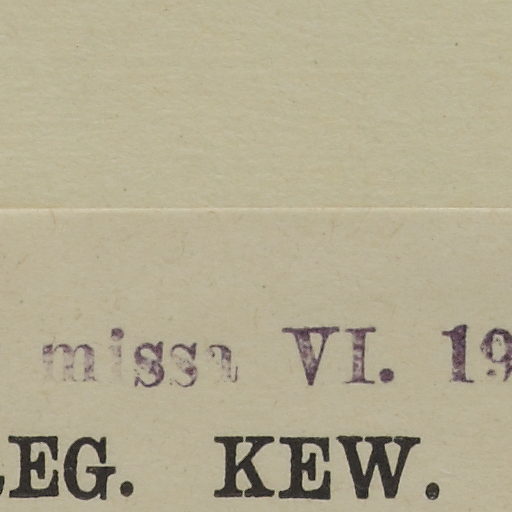 missa VI. 19
EG. KEW.